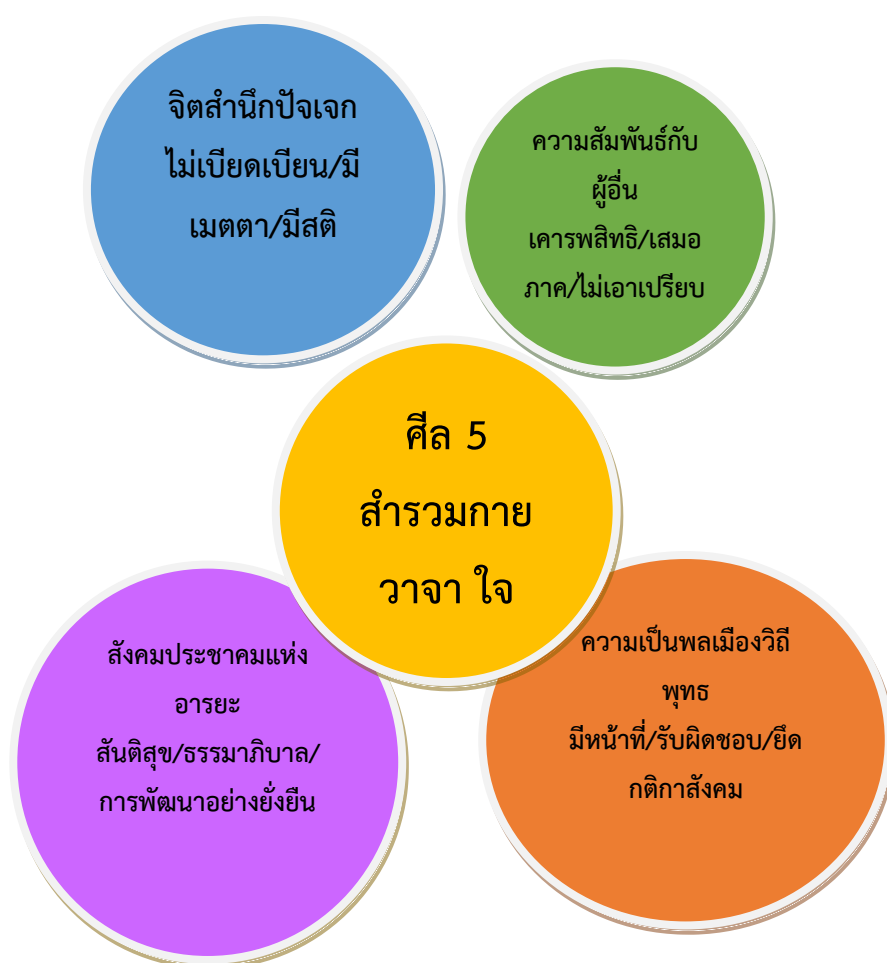 จิตสำนึกปัจเจก
ไม่เบียดเบียน/มี
เมตตา/มีสติ
ความสัมพันธ์กับ
ผู้อื่น
เคารพสิทธิ/เสมอ
ภาค/ไม่เอาเปรียบ
ศีล 5
สำรวมกาย
วาจา ใจ
สังคมประชาคมแห่ง
อารยะ
สันติสุข/ธรรมาภิบาล/
การพัฒนาอย่างยั่งยืน
ความเป็นพลเมืองวิถี
พุทธ
มีหน้าที่/รับผิดชอบ/ยึด
กติกาสังคม